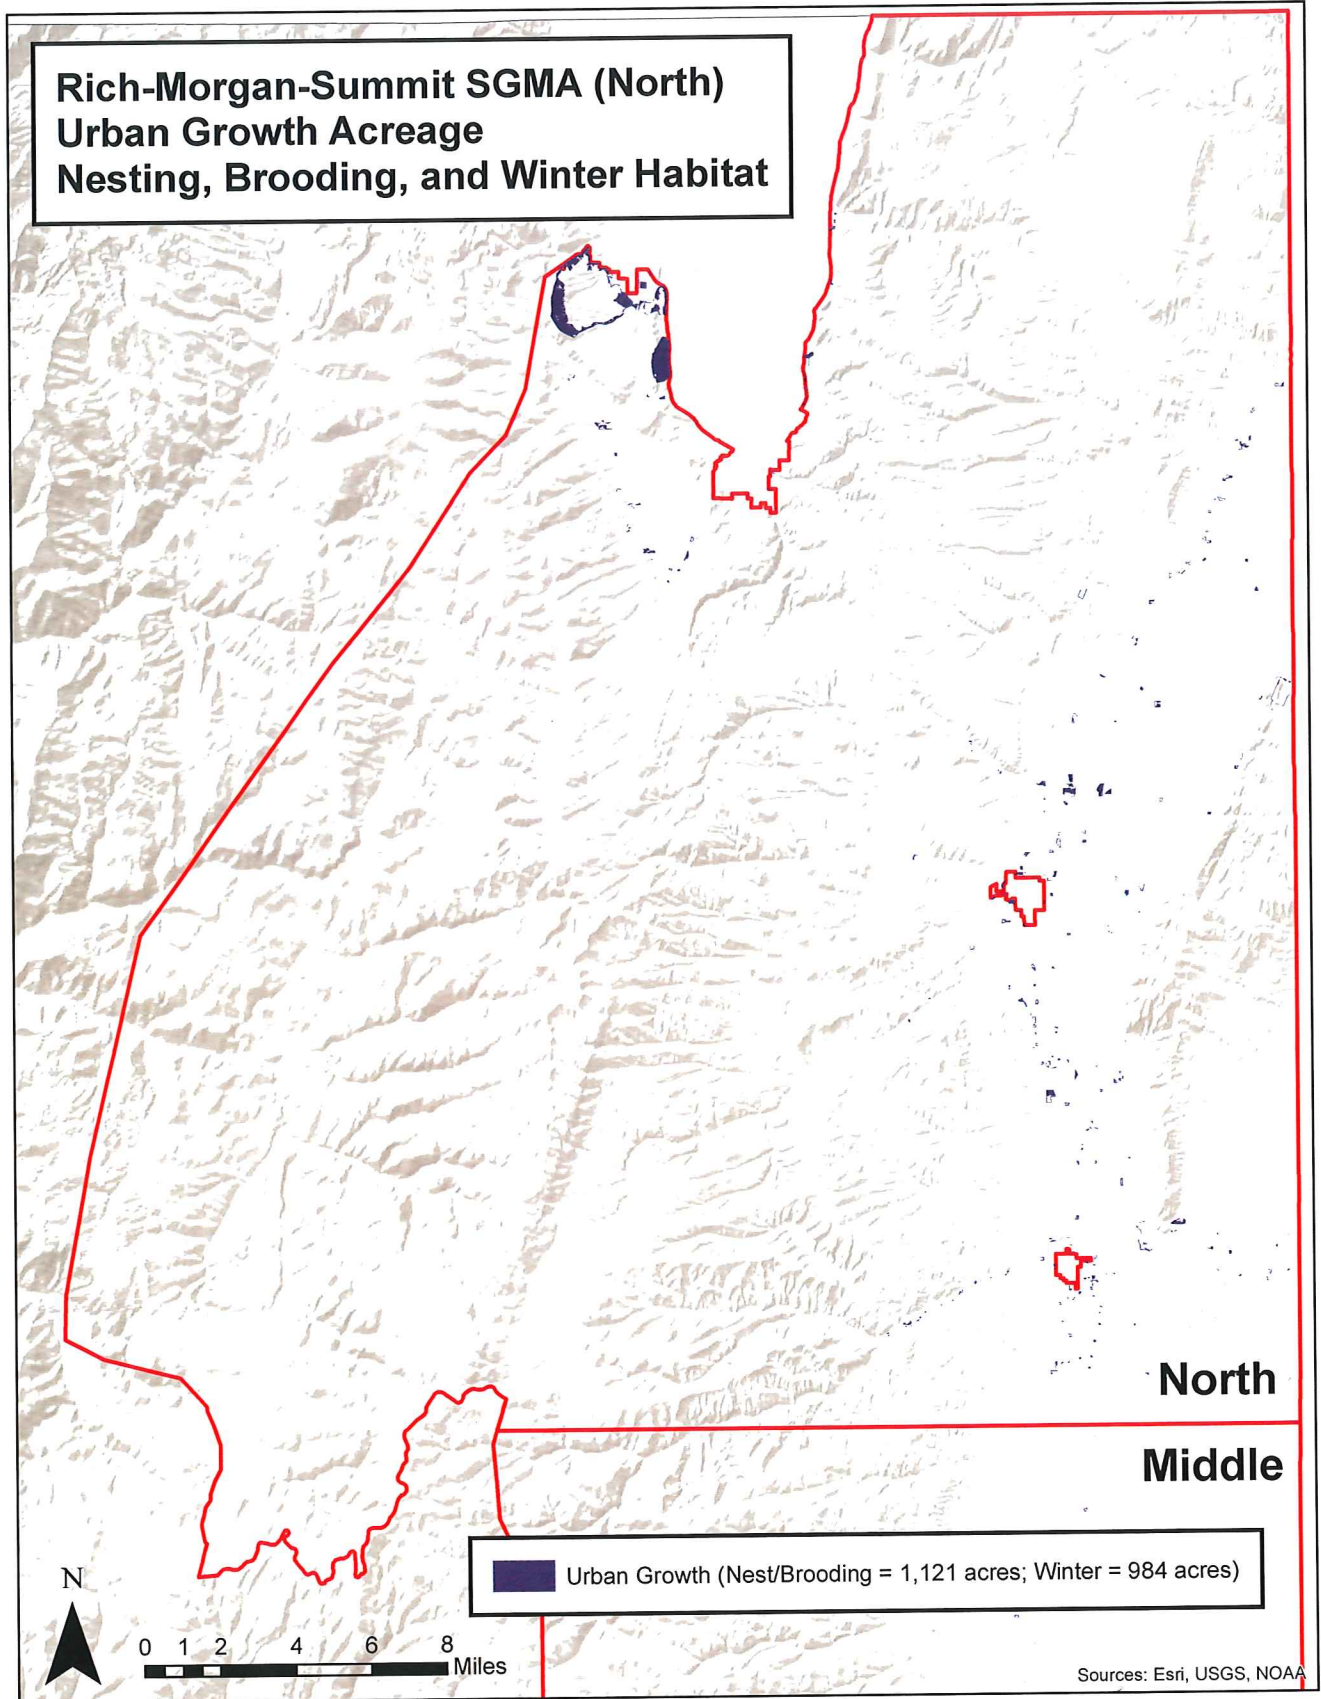 Rich-Morgan-Summit SGMA (North)
Urban Growth Acreage
Nesting, Brooding, and Winter Habitat
North
Middle
Urban Growth (Nest/Brooding = 1,121 acres; Winter = 984 acres)
N
0 1 2 4 6 8
Miles
Sources: Esri, USGS, NOAA